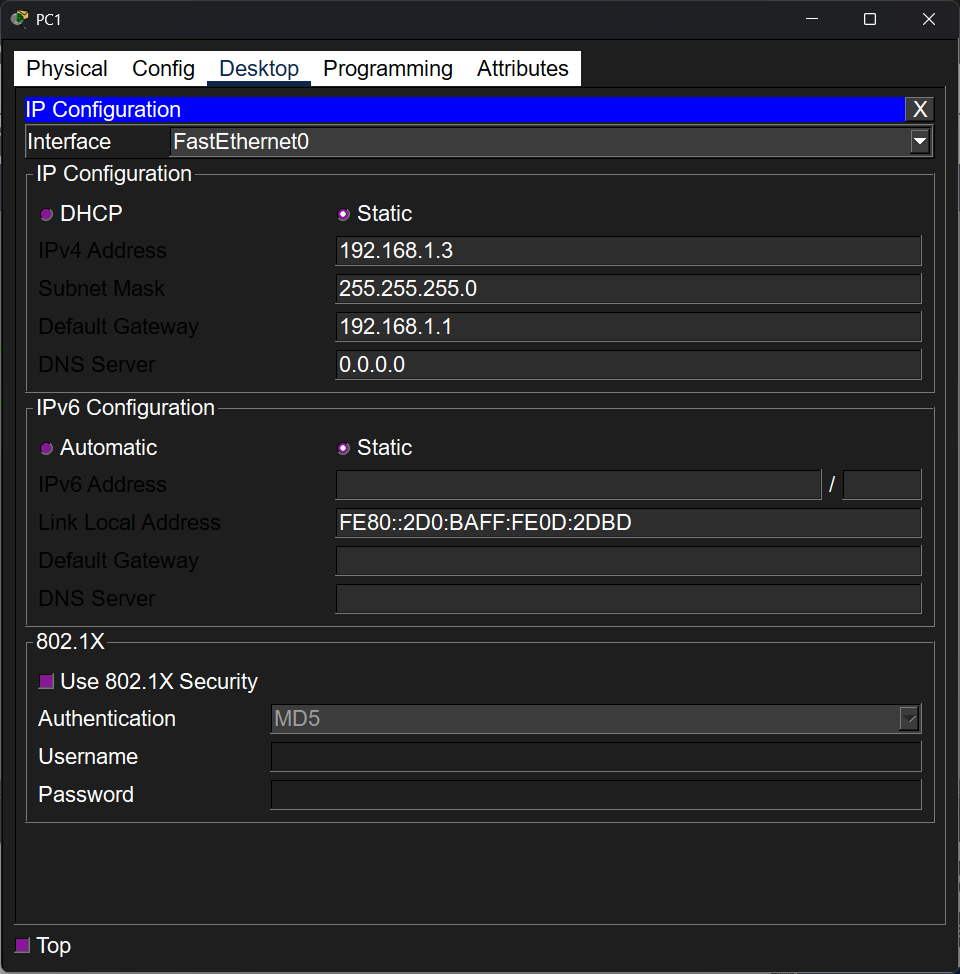 PC1
Physical Config Desktop Programming Attributes
IP Configuration X
Interface FastEthernet0
IP Configuration
DHCP Static
IPv4 Address 192.168.1.3
Subnet Mask 255.255.255.0
Default Gateway 192.168.1.1
DNS Server 0.0.0.0
IPv6 Configuration
Automatic Static
IPv6 Address /
Link Local Address FE80::2D0:BAFF:FE0D:2DBD
Default Gateway
DNS Server
802.1X
Use 802.1X Security
Authentication MD5
Username
Password
Top